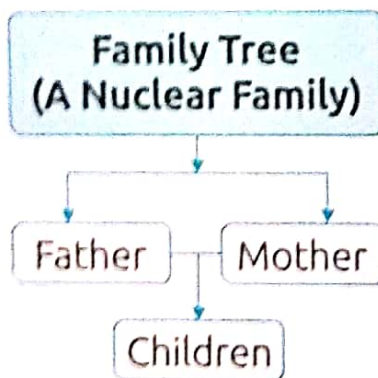 Family Tree
(A Nuclear Family)
Father
Mother
Children